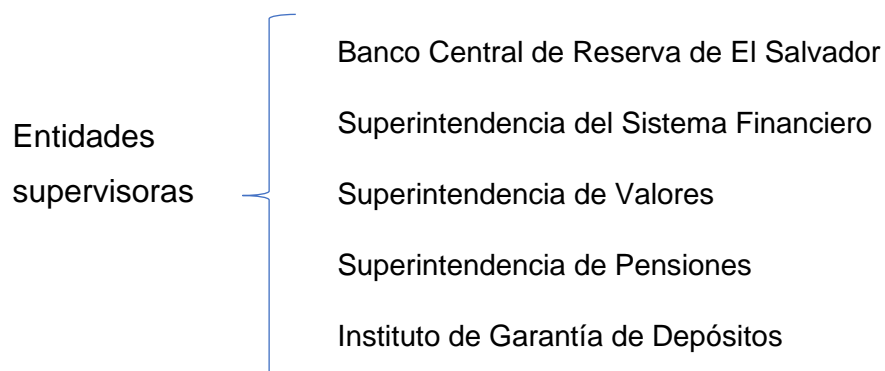 Entidades
supervisoras
Banco Central de Reserva de El Salvador
Superintendencia del Sistema Financiero
Superintendencia de Valores
Superintendencia de Pensiones
Instituto de Garantía de Depósitos